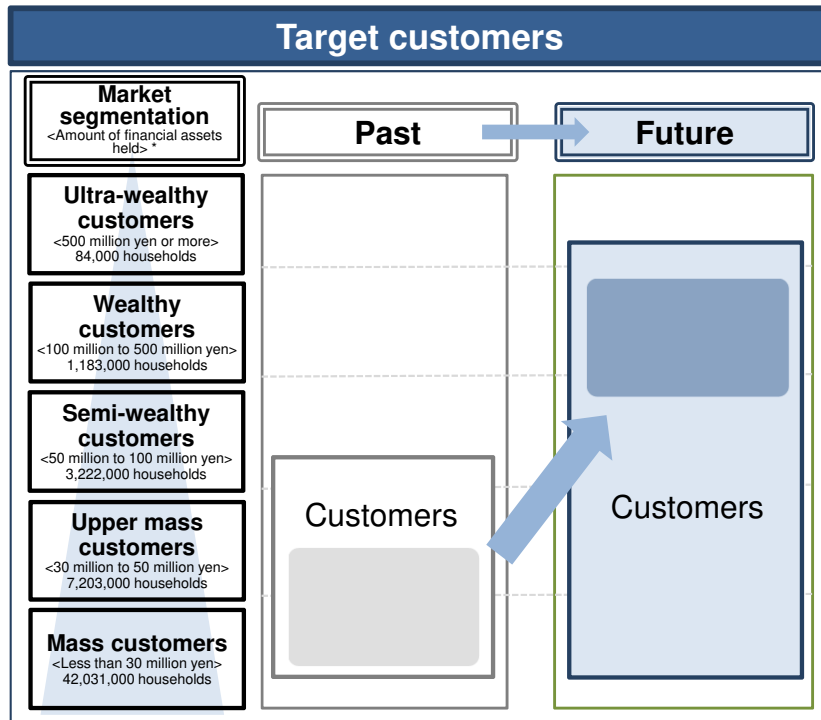 Target customers
Market
segmentation
<Amount of financial assets
held> *
Past
Future
Ultra-wealthy
customers
<500 million yen or more>
84,000 households
Wealthy
customers
<100 million to 500 million yen>
1,183,000 households
Semi-wealthy
customers
<50 million to 100 million yen>
3,222,000 households
Upper mass
customers
<30 million to 50 million yen>
7,203,000 households
Mass customers
<Less than 30 million yen>
42,031,000 households
Customers
Customers